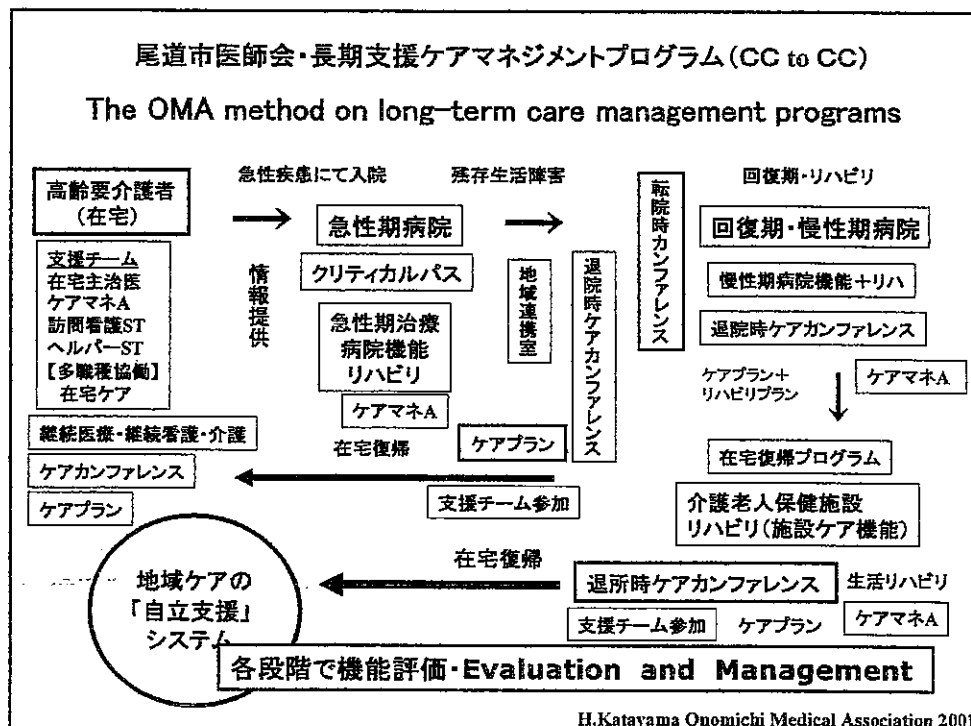 尾道市医師会・長期支援ケアマネジメントプログラム(CC to CC)
The OMA method on long-term care management programs
高齢要介護者
(在宅)
支援チーム
在宅主治医
ケアマネA
訪問看護ST
ヘルパーST
【多職種協働】
在宅ケア
継続医療・継続看護・介護
ケアカンファレンス
ケアプラン
急性疾患にて入院
情報提供
急性期病院
クリティカルパス
急性期治療
病院機能
リハビリ
ケアマネA
残存生活障害
地域連携室
退院時ケアカンファレンス
ケアプラン
在宅復帰
支援チーム参加
転院時カンファレンス
回復期・リハビリ
回復期・慢性期病院
慢性期病院機能+リハ
退院時ケアカンファレンス
ケアプラン+
リハビリプラン
ケアマネA
在宅復帰プログラム
介護老人保健施設
リハビリ(施設ケア機能)
在宅復帰
退所時ケアカンファレンス
生活リハビリ
支援チーム参加
ケアプラン
ケアマネA
地域ケアの
「自立支援」
システム
各段階で機能評価・Evaluation and Management
H.Katayama Onomichi Medical Association 2001